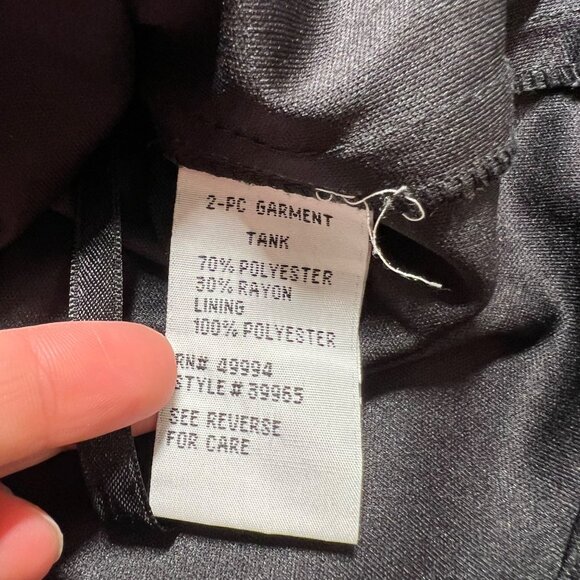 2-PC GARMENT
TANK
70% POLYESTER
30% RAYON
LINING
100% POLYESTER
RN# 49994
STYLE # 39965
SEE REVERSE
FOR CARE